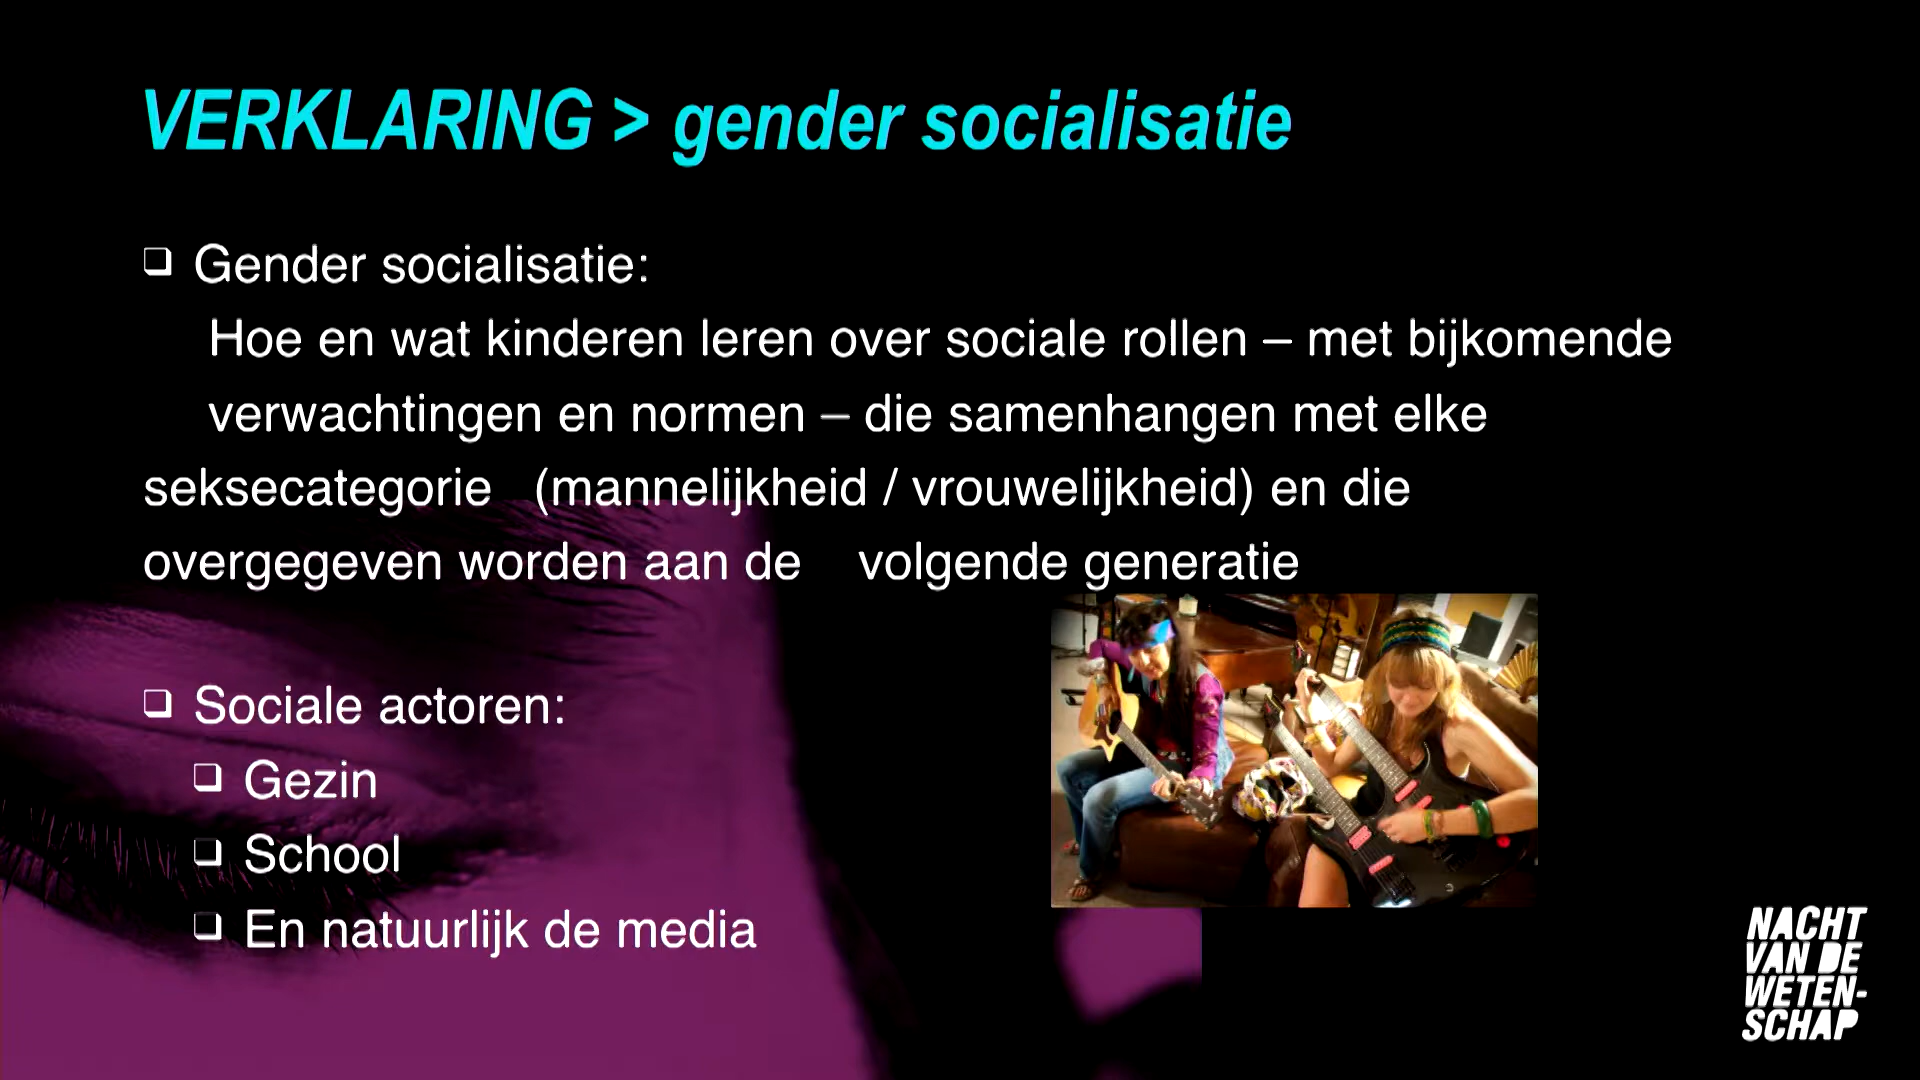 VERKLARING > gender socialisatie
❑ Gender socialisatie:
Hoe en wat kinderen leren over sociale rollen – met bijkomende
verwachtingen en normen – die samenhangen met elke
seksecategorie (mannelijkheid / vrouwelijkheid) en die
overgegeven worden aan de volgende generatie
❑ Sociale actoren:
❑ Gezin
❑ School
❑ En natuurlijk de media
NACHT
VAN DE
WETEN-
SCHAP